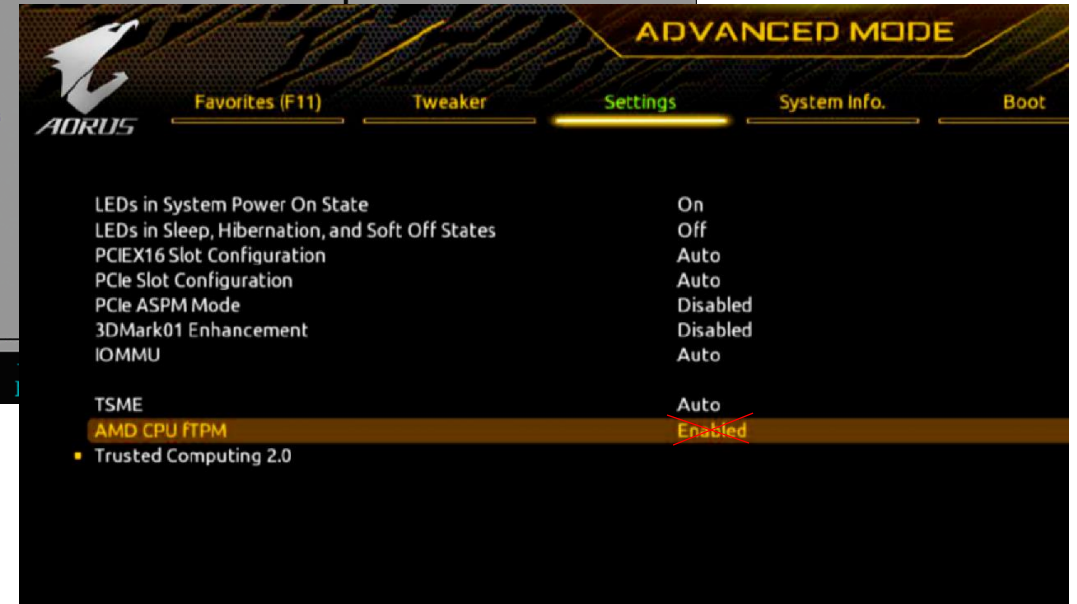 ADVANCED MODE
Favorites (F11) Tweaker Settings System Info. Boot
AORUS
LEDs in System Power On State On
LEDs in Sleep, Hibernation, and Soft Off States Off
PCIEX16 Slot Configuration Auto
PCIe Slot Configuration Auto
PCIe ASPM Mode Disabled
3DMark01 Enhancement Disabled
IOMMU Auto
TSME Auto
AMD CPU fTPM Enabled
Trusted Computing 2.0